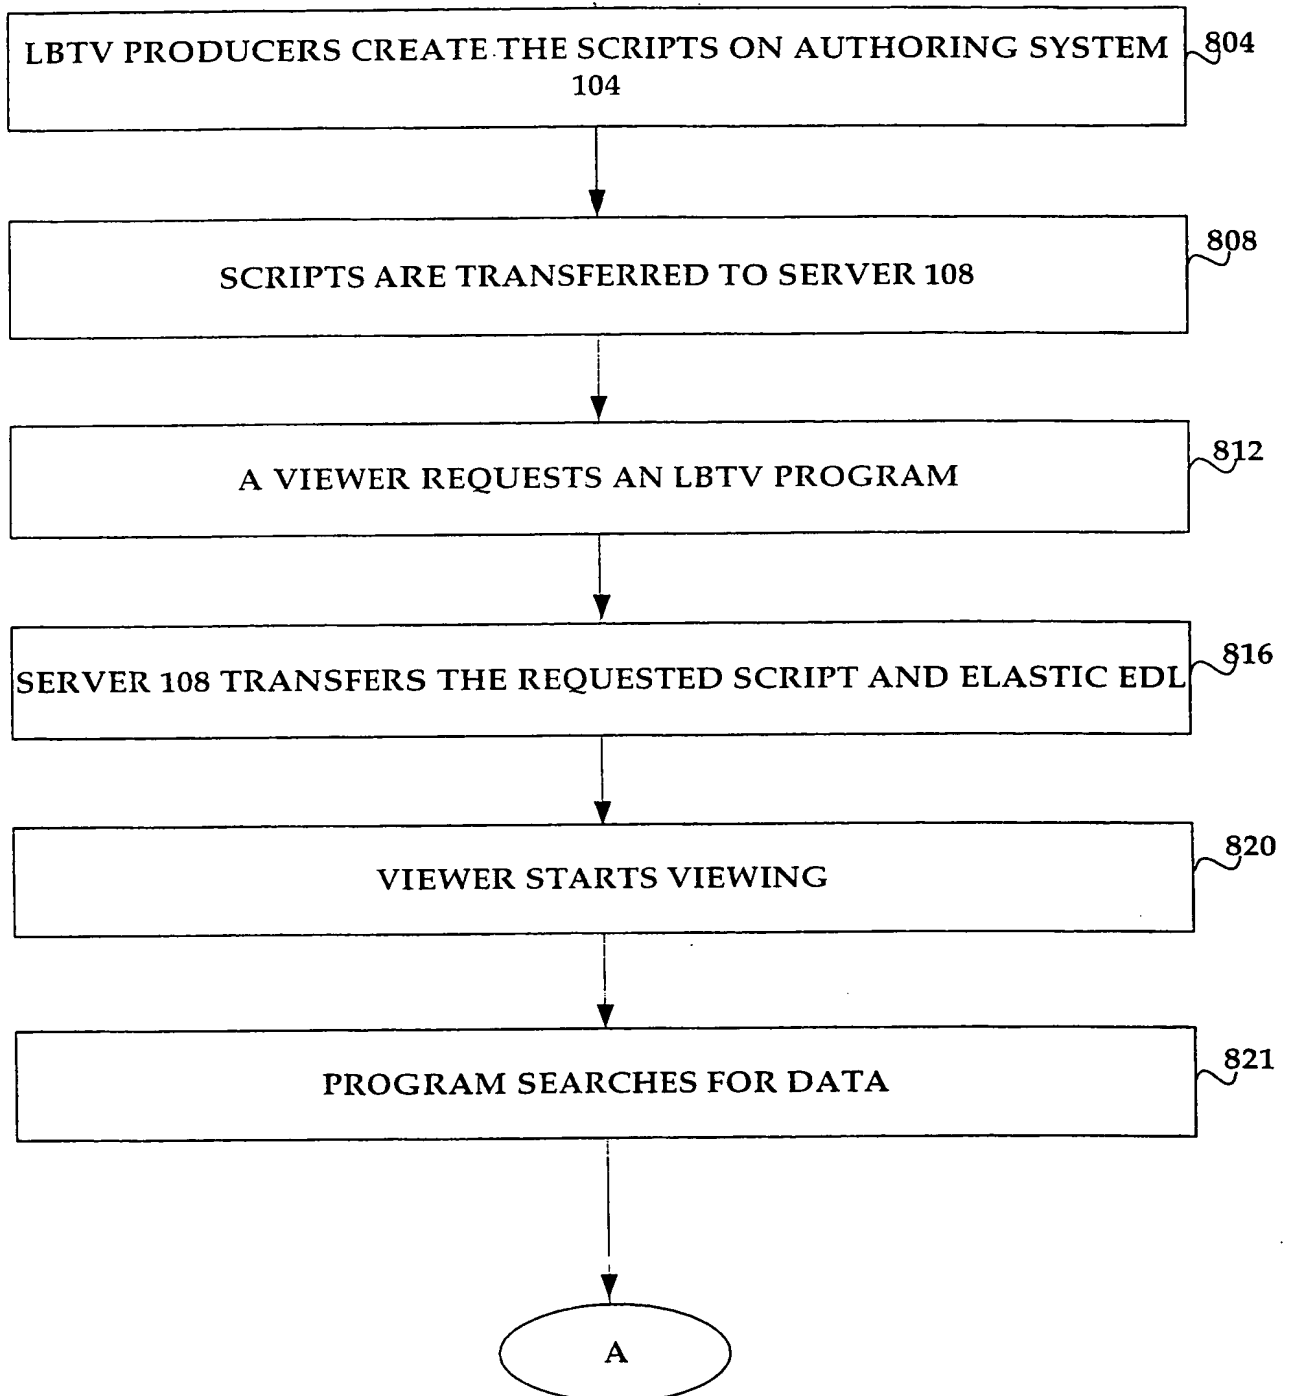 LBTV PRODUCERS CREATE THE SCRIPTS ON AUTHORING SYSTEM
104
804
SCRIPTS ARE TRANSFERRED TO SERVER 108
808
A VIEWER REQUESTS AN LBTV PROGRAM
812
SERVER 108 TRANSFERS THE REQUESTED SCRIPT AND ELASTIC EDL
816
VIEWER STARTS VIEWING
820
PROGRAM SEARCHES FOR DATA
821
A